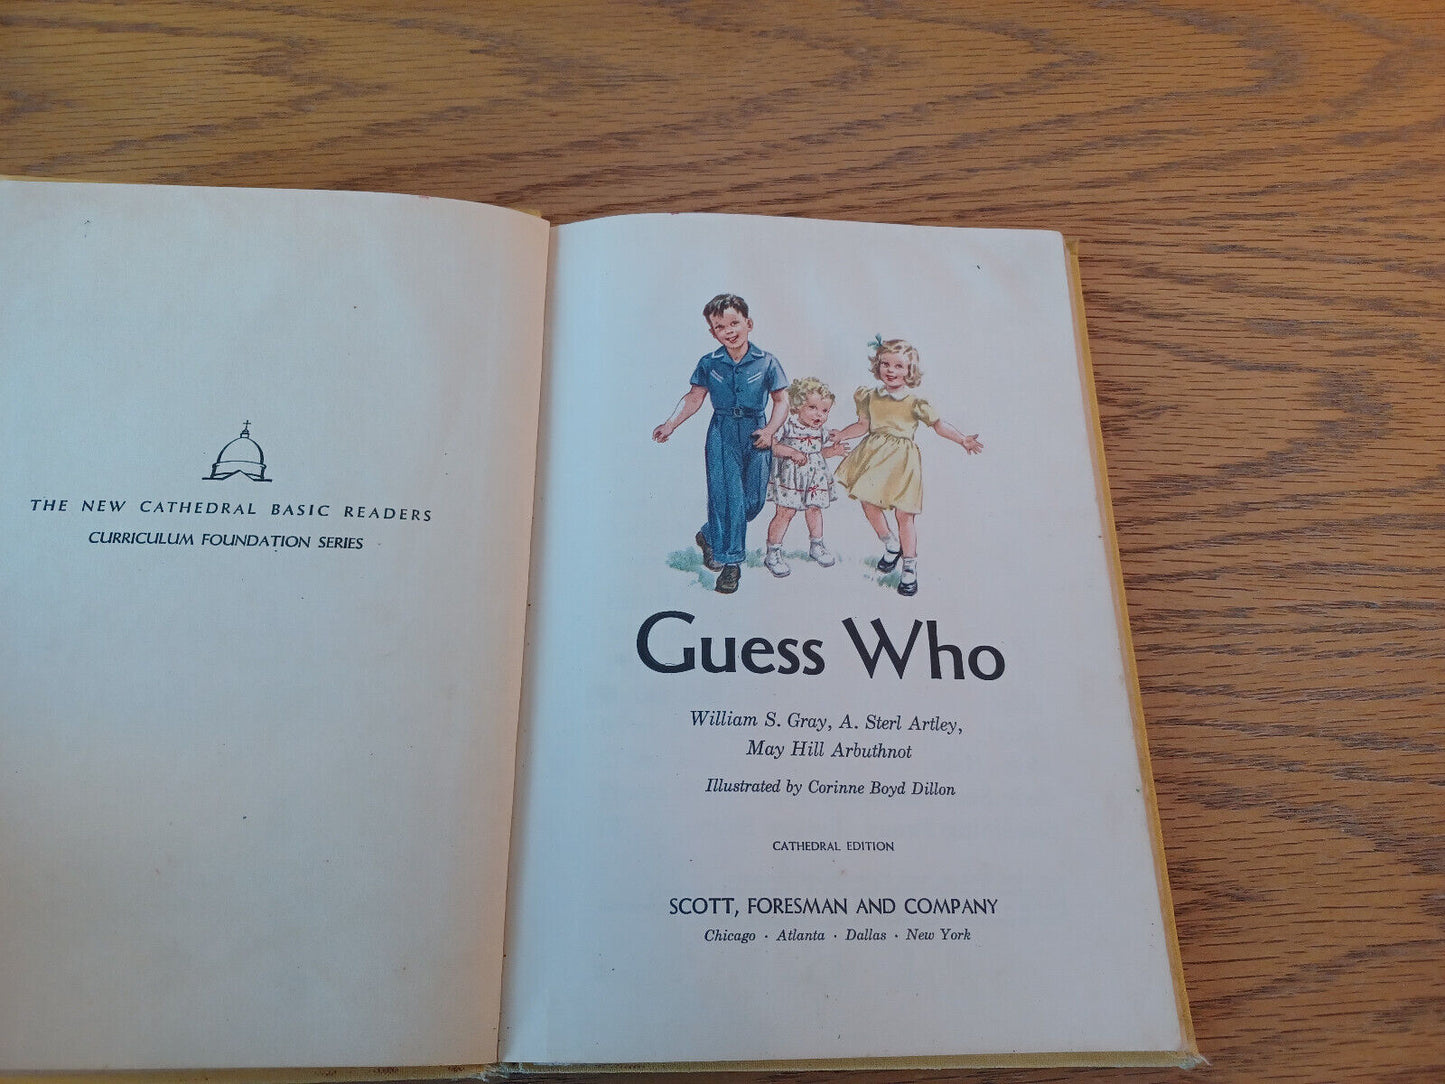 THE NEW CATHEDRAL BASIC READERS
CURRICULUM FOUNDATION SERIES
Guess Who
William S. Gray, A. Sterl Artley,
May Hill Arbuthnot
Illustrated by Corinne Boyd Dillon
CATHEDRAL EDITION
SCOTT, FORESMAN AND COMPANY
Chicago · Atlanta · Dallas · New York